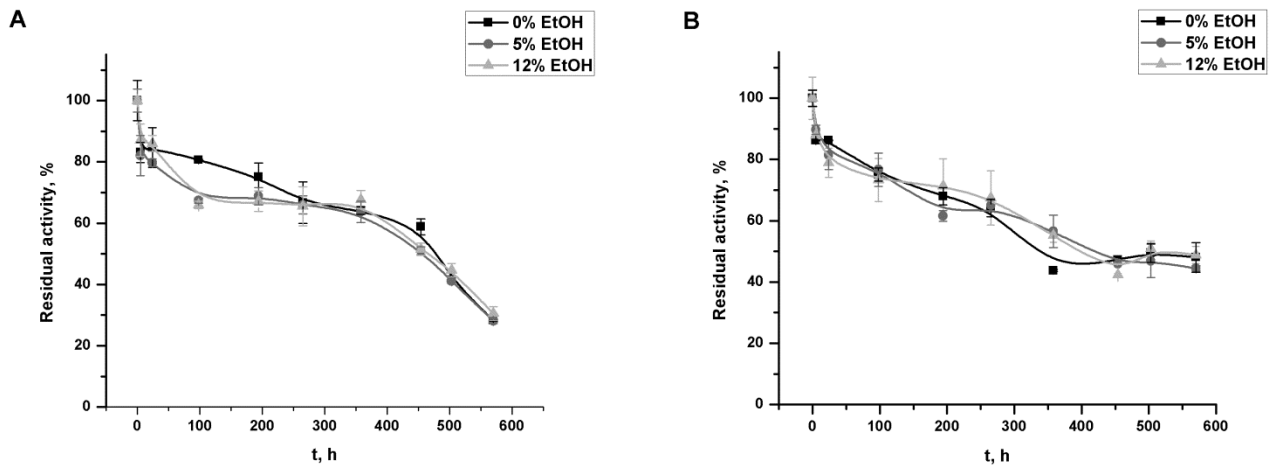 A
0% EtOH
5% EtOH
12% EtOH
Residual activity, %
100
80
60
40
20
0
0 100 200 300 400 500 600
t, h
B
0% EtOH
5% EtOH
12% EtOH
Residual activity, %
100
80
60
40
20
0
0 100 200 300 400 500 600
t, h